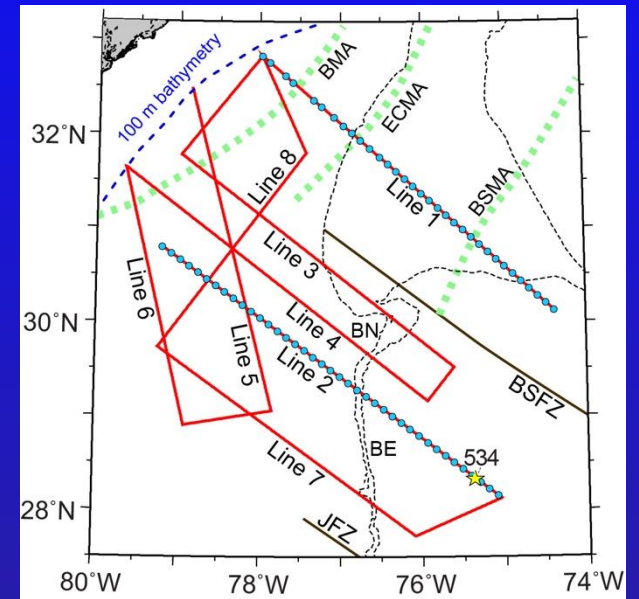 100 m bathymetry
BMA
ECMA
BSMA
32°N
Line 8
Line 1
Line 3
Line 6
Line 4
30°N
BN
Line 5
Line 2
BSFZ
BE
534
Line 7
28°N
JFZ
80°W
78°W
76°W
74°W